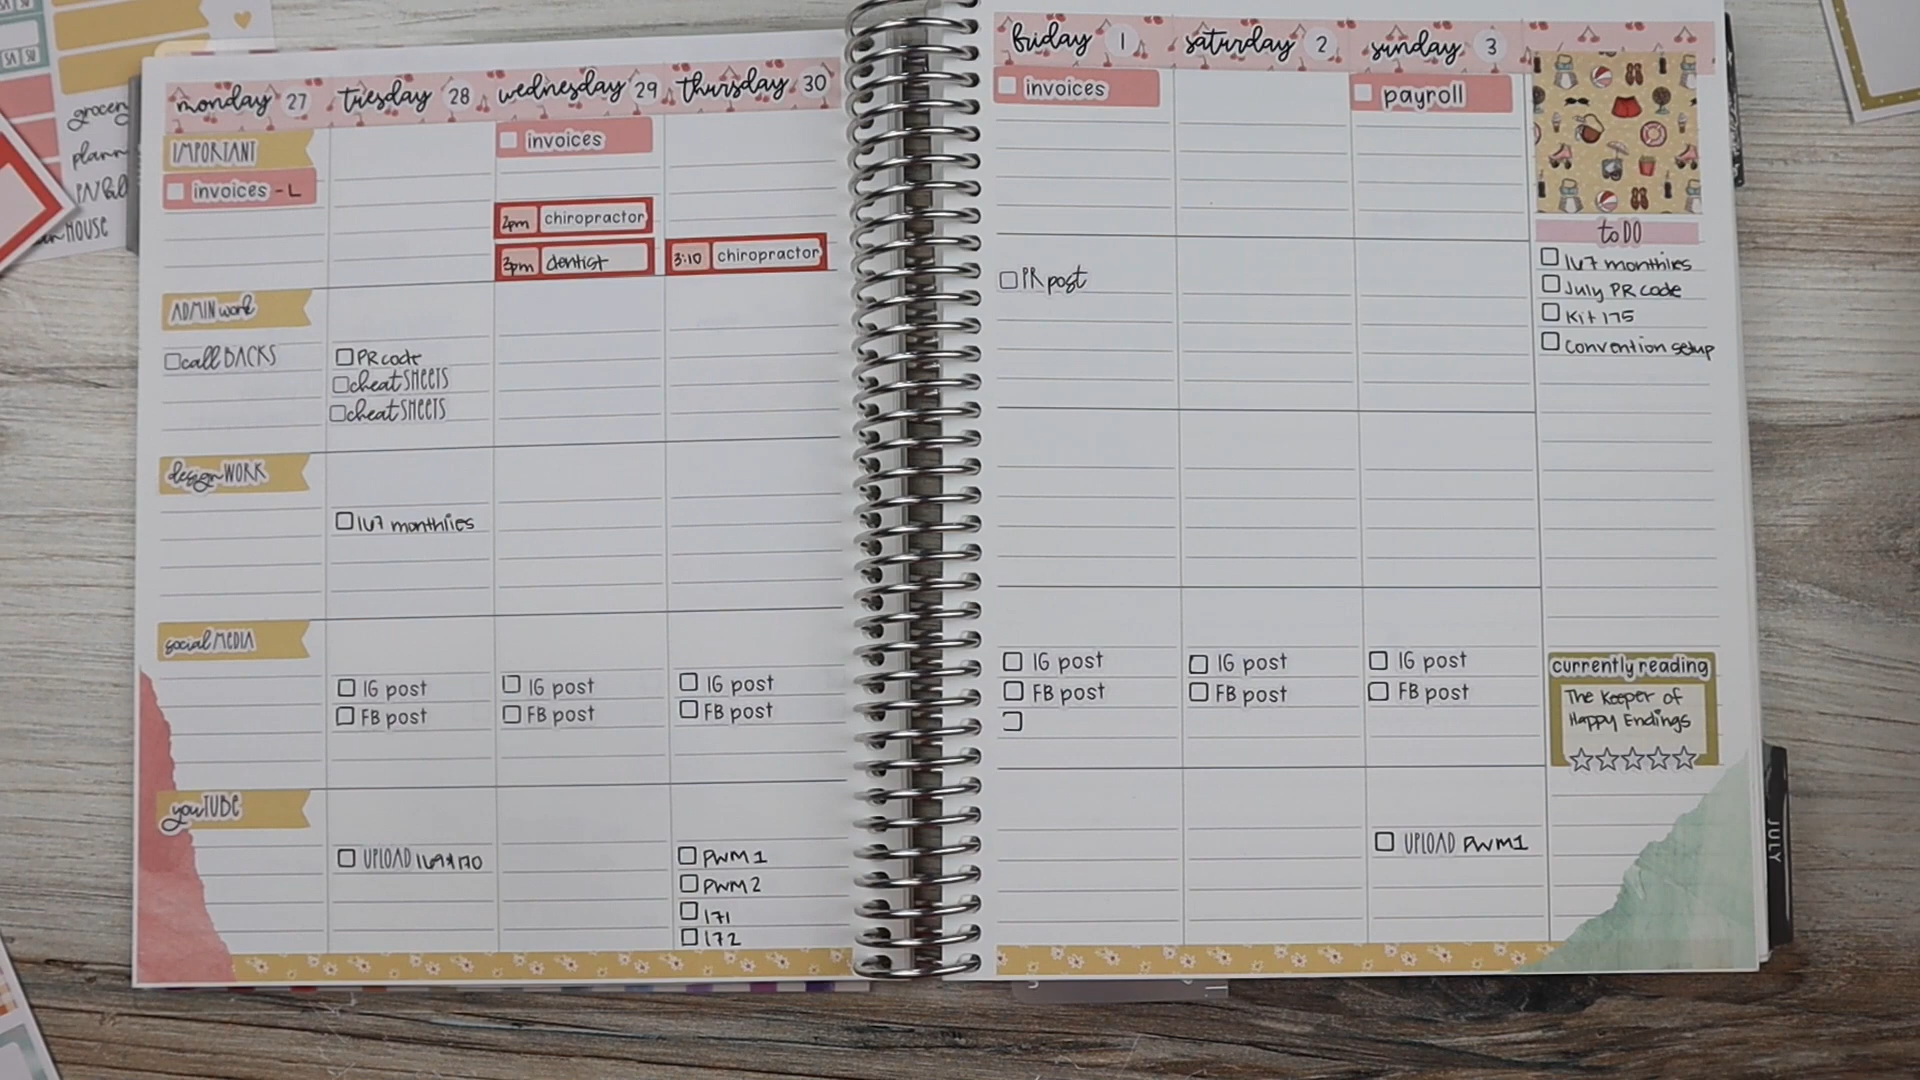 monday 27
tuesday 28
wednesday 29
thursday 30
friday 1
saturday 2
sunday 3
IMPORTANT
invoices - L
invoices
2pm chiropractor
3pm dentist
3:10 chiropractor
invoices
payroll
PR post
to DO
167 monthlies
July PR code
Kit 175
Convention setup
ADMIN work
call BACKS
PR code
cheat SHEETS
cheat SHEETS
design WORK
167 monthlies
social MEDIA
IG post
FB post
IG post
FB post
IG post
FB post
IG post
FB post
IG post
FB post
IG post
FB post
currently reading
The Keeper of
Happy Endings
youTUBE
UPLOAD 169 & 170
PWM 1
PWM 2
171
172
UPLOAD PWM1
JULY
SA SU
SA SU
HOUSE